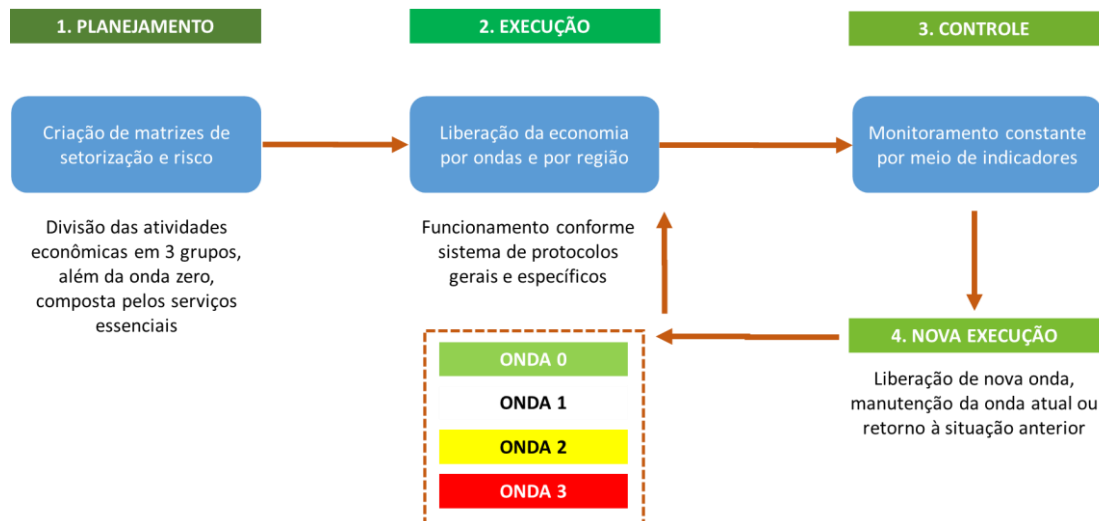 1. PLANEJAMENTO
2. EXECUÇÃO
3. CONTROLE
Criação de matrizes de
setorização e risco
Liberação da economia
por ondas e por região
Monitoramento constante
por meio de indicadores
Divisão das atividades
econômicas em 3 grupos,
além da onda zero,
composta pelos serviços
essenciais
Funcionamento conforme
sistema de protocolos
gerais e específicos
4. NOVA EXECUÇÃO
Liberação de nova onda,
manutenção da onda atual ou
retorno à situação anterior
ONDA 0
ONDA 1
ONDA 2
ONDA 3